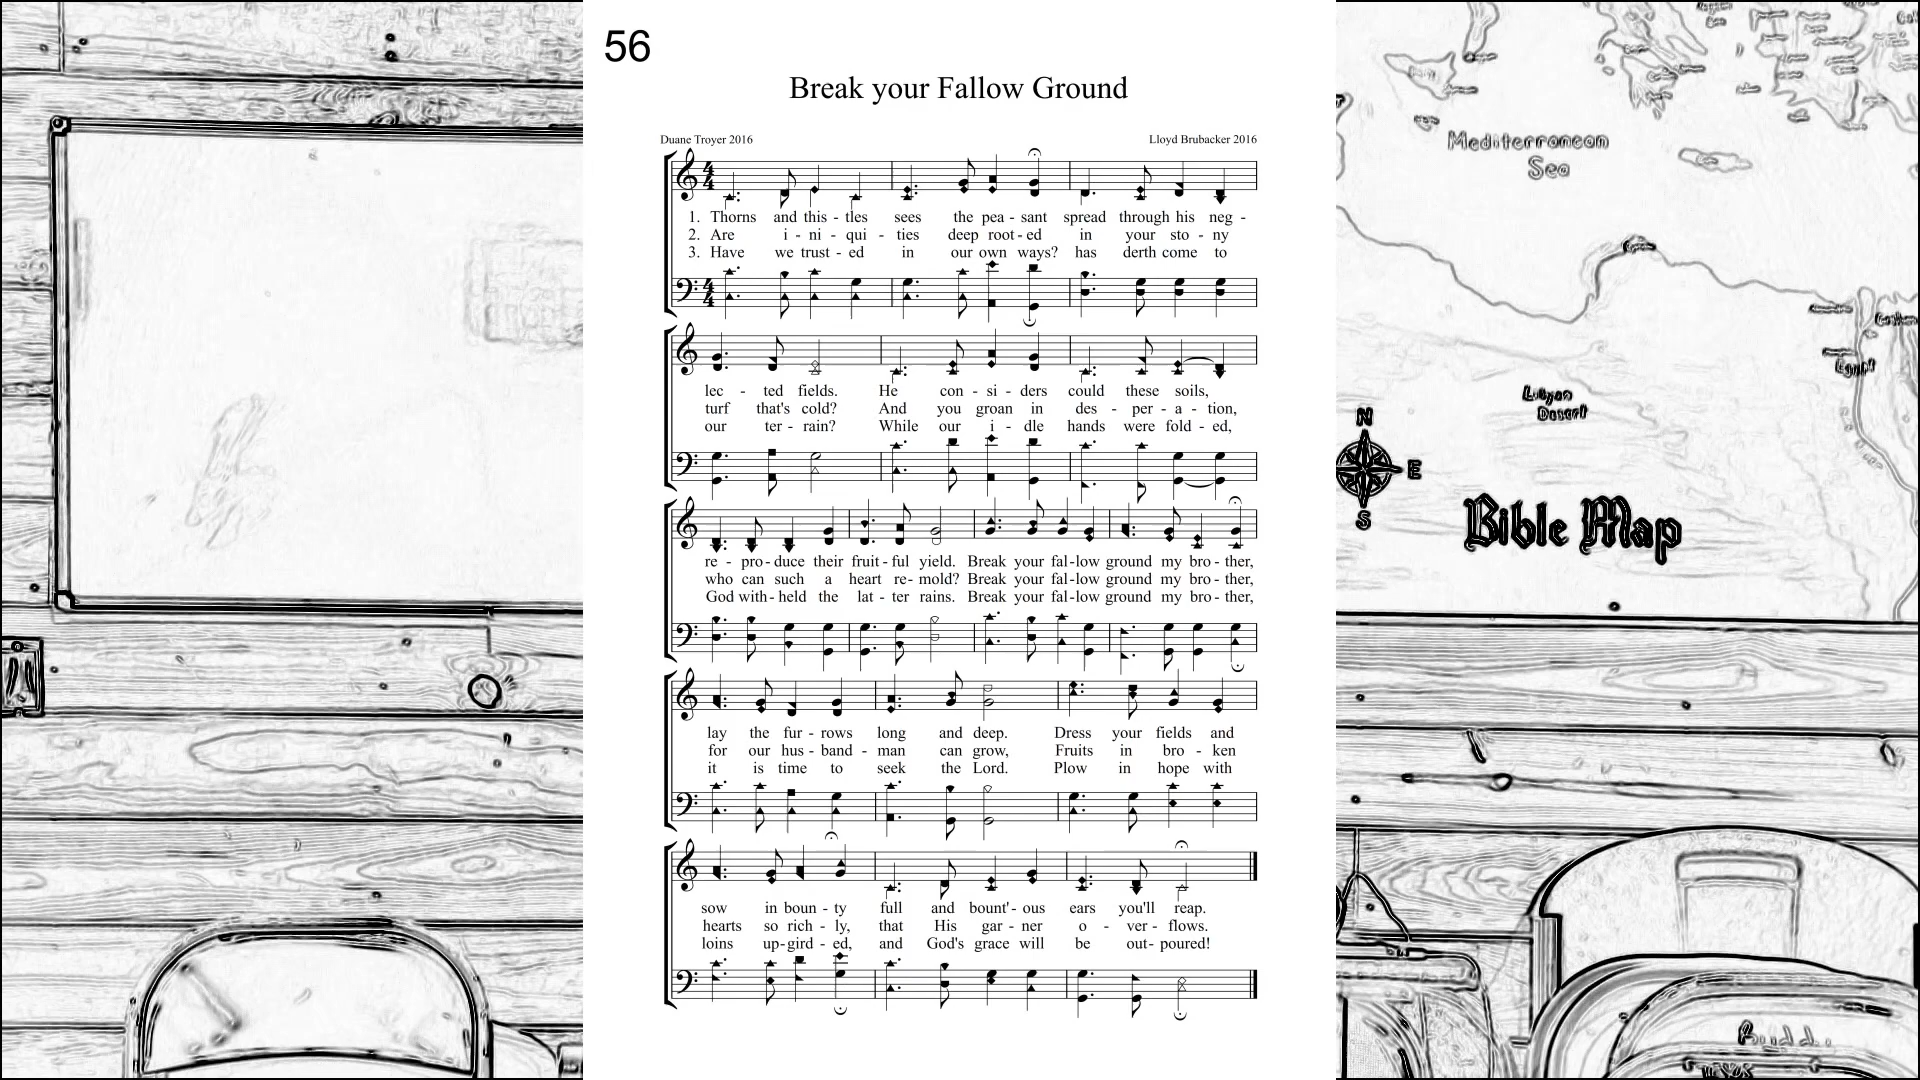 56
Break your Fallow Ground
Duane Troyer 2016
Lloyd Brubacker 2016
1. Thorns and this - tles sees the pea - sant spread through his neg -
2. Are i - ni - qui - ties deep root - ed in your sto - ny
3. Have we trust - ed in our own ways? has derth come to
lec - ted fields. He con - si - ders could these soils,
turf that's cold? And you groan in des - per - a - tion,
our ter - rain? While our i - dle hands were fold - ed,
re - pro - duce their fruit - ful yield. Break your fal - low ground my bro - ther,
who can such a heart re - mold? Break your fal - low ground my bro - ther,
God with - held the lat - ter rains. Break your fal - low ground my bro - ther,
lay the fur - rows long and deep. Dress your fields and
for our hus - band - man can grow, Fruits in bro - ken
it is time to seek the Lord. Plow in hope with
sow in boun - ty full and bount' - ous ears you'll reap.
hearts so rich - ly, that His gar - ner o - ver - flows.
loins up - gird - ed, and God's grace will be out - poured!
Mediterranean
Sea
Libyan
Desert
Egypt
N
E
S
Bible Map